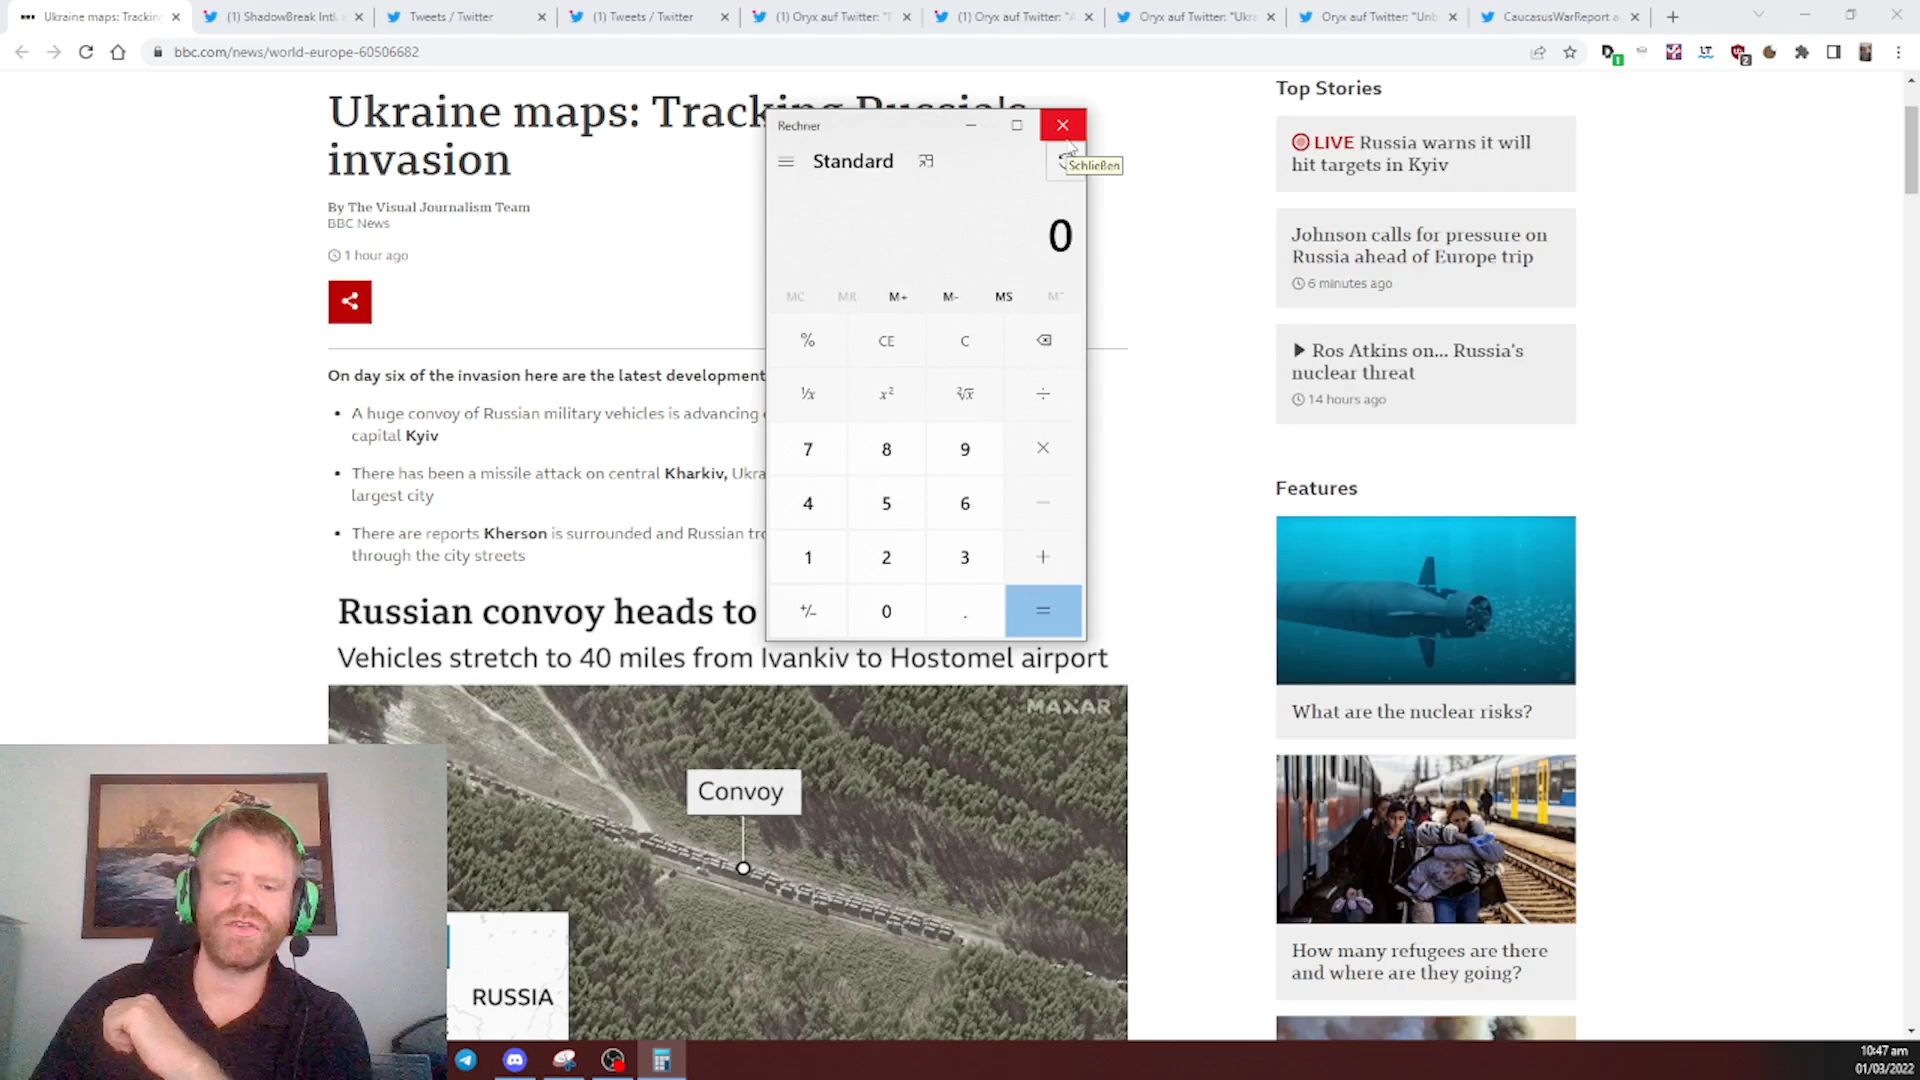 Ukraine maps: Tracking
(1) ShadowBreak Intl.
Tweets / Twitter
(1) Tweets / Twitter
(1) Oryx auf Twitter: "
(1) Oryx auf Twitter: "
Oryx auf Twitter: "Ukr
Oryx auf Twitter: "Unb
CaucasusWarReport
bbc.com/news/world-europe-60506682
Ukraine maps: Tracking Russia's
invasion
By The Visual Journalism Team
BBC News
1 hour ago
On day six of the invasion here are the latest development
• A huge convoy of Russian military vehicles is advancing
capital Kyiv
• There has been a missile attack on central Kharkiv, Ukra
largest city
• There are reports Kherson is surrounded and Russian tro
through the city streets
Russian convoy heads to
Vehicles stretch to 40 miles from Ivankiv to Hostomel airport
MAXAR
Convoy
RUSSIA
Rechner
Schließen
Standard
0
MC MR M+ M- MS M˅
% CE C
¹/x x² ²√x ÷
7 8 9 ×
4 5 6 −
1 2 3 +
+/− 0 . =
Top Stories
LIVE Russia warns it will
hit targets in Kyiv
Johnson calls for pressure on
Russia ahead of Europe trip
6 minutes ago
Ros Atkins on... Russia's
nuclear threat
14 hours ago
Features
What are the nuclear risks?
How many refugees are there
and where are they going?
10:47 am
01/03/2022